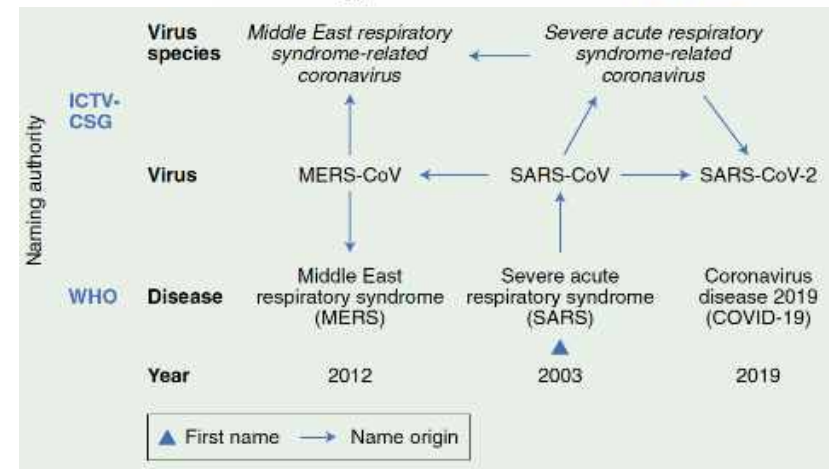 Naming authority
ICTV-
CSG
WHO
Virus
species
Middle East respiratory
syndrome-related
coronavirus
Severe acute respiratory
syndrome-related
coronavirus
Virus
MERS-CoV
SARS-CoV
SARS-CoV-2
Disease
Middle East
respiratory syndrome
(MERS)
Severe acute
respiratory syndrome
(SARS)
Coronavirus
disease 2019
(COVID-19)
Year
2012
2003
2019
First name
Name origin